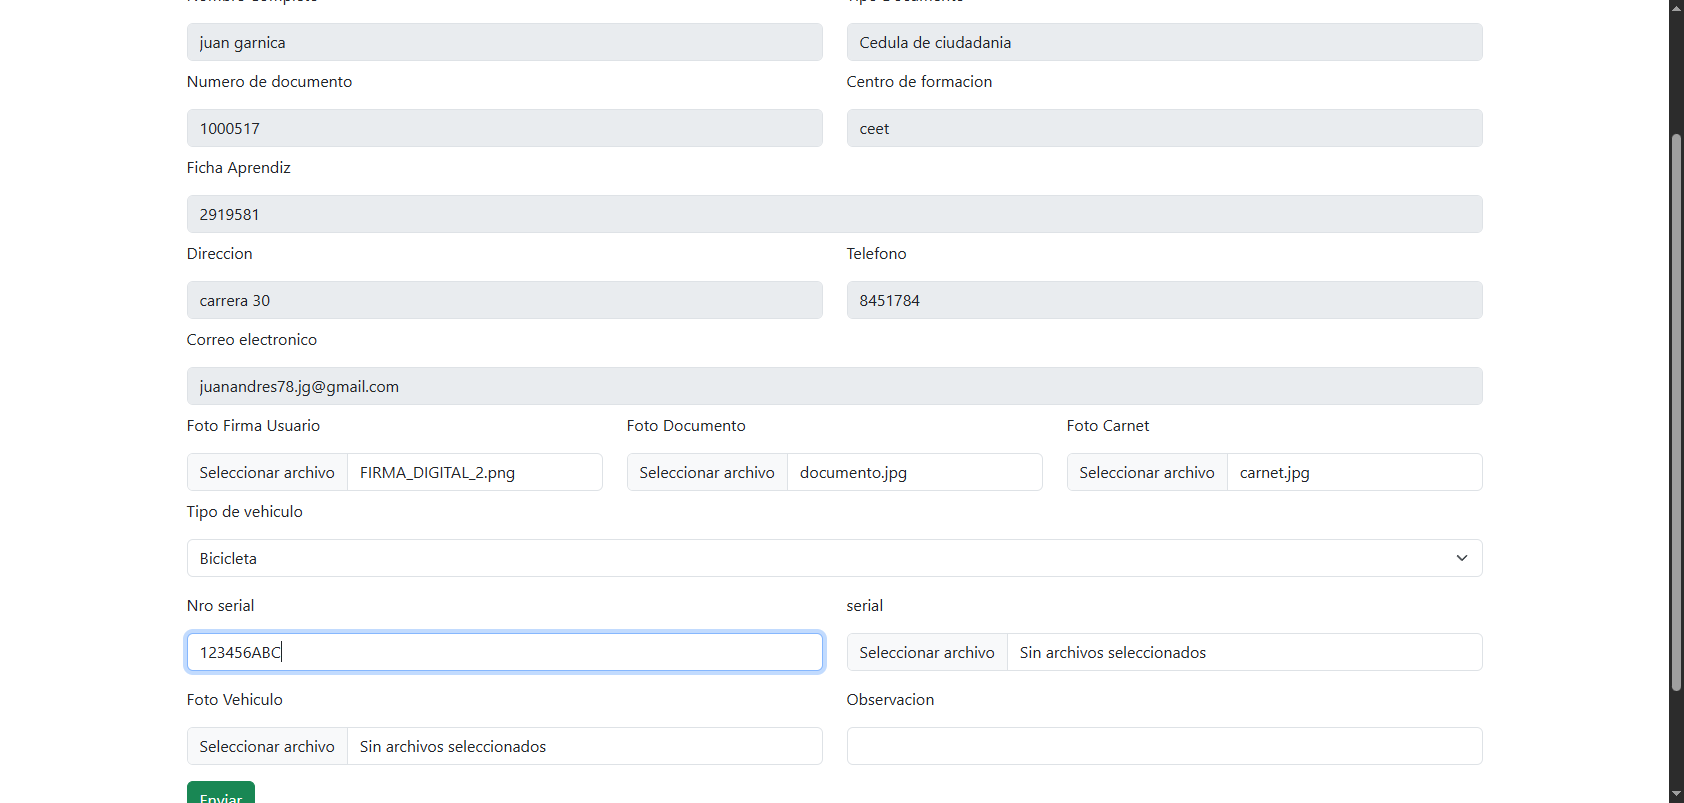 juan garnica
Cedula de ciudadania
Numero de documento
Centro de formacion
1000517
ceet
Ficha Aprendiz
2919581
Direccion
Telefono
carrera 30
8451784
Correo electronico
juanandres78.jg@gmail.com
Foto Firma Usuario
Foto Documento
Foto Carnet
Seleccionar archivo FIRMA_DIGITAL_2.png
Seleccionar archivo documento.jpg
Seleccionar archivo carnet.jpg
Tipo de vehiculo
Bicicleta
Nro serial
serial
123456ABC
Seleccionar archivo Sin archivos seleccionados
Foto Vehiculo
Observacion
Seleccionar archivo Sin archivos seleccionados
Enviar